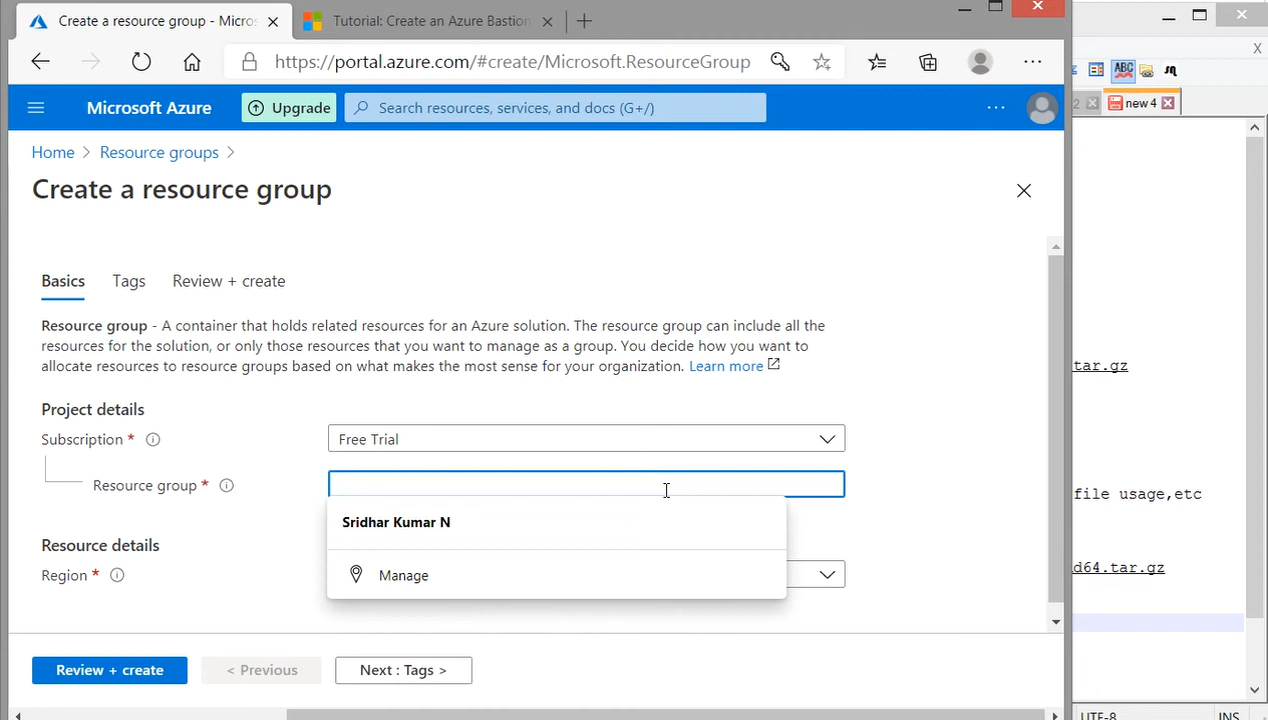 Create a resource group - Micros
Tutorial: Create an Azure Bastion
https://portal.azure.com/#create/Microsoft.ResourceGroup
ABC
2
new 4
Microsoft Azure
Upgrade
Search resources, services, and docs (G+/)
Home > Resource groups >
Create a resource group
Basics
Tags
Review + create
Resource group - A container that holds related resources for an Azure solution. The resource group can include all the
resources for the solution, or only those resources that you want to manage as a group. You decide how you want to
allocate resources to resource groups based on what makes the most sense for your organization. Learn more
tar.gz
Project details
Subscription *
Free Trial
Resource group *
file usage,etc
Sridhar Kumar N
Resource details
Region *
Manage
d64.tar.gz
Review + create
< Previous
Next : Tags >
UTF-8
INS